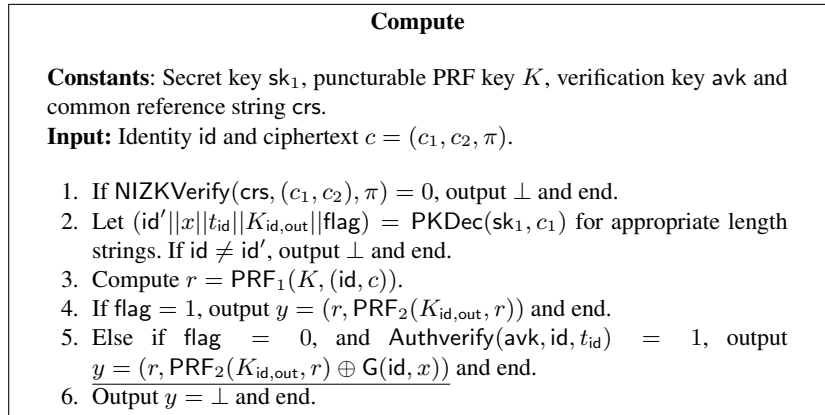 Compute
Constants: Secret key sk₁, puncturable PRF key K, verification key avk and
common reference string crs.
Input: Identity id and ciphertext c = (c₁, c₂, π).
1. If NIZKVerify(crs, (c₁, c₂), π) = 0, output ⊥ and end.
2. Let (id′||x||t_id||K_id,out||flag) = PKDec(sk₁, c₁) for appropriate length
strings. If id ≠ id′, output ⊥ and end.
3. Compute r = PRF₁(K, (id, c)).
4. If flag = 1, output y = (r, PRF₂(K_id,out, r)) and end.
5. Else if flag = 0, and Authverify(avk, id, t_id) = 1, output
y = (r, PRF₂(K_id,out, r) ⊕ G(id, x)) and end.
6. Output y = ⊥ and end.